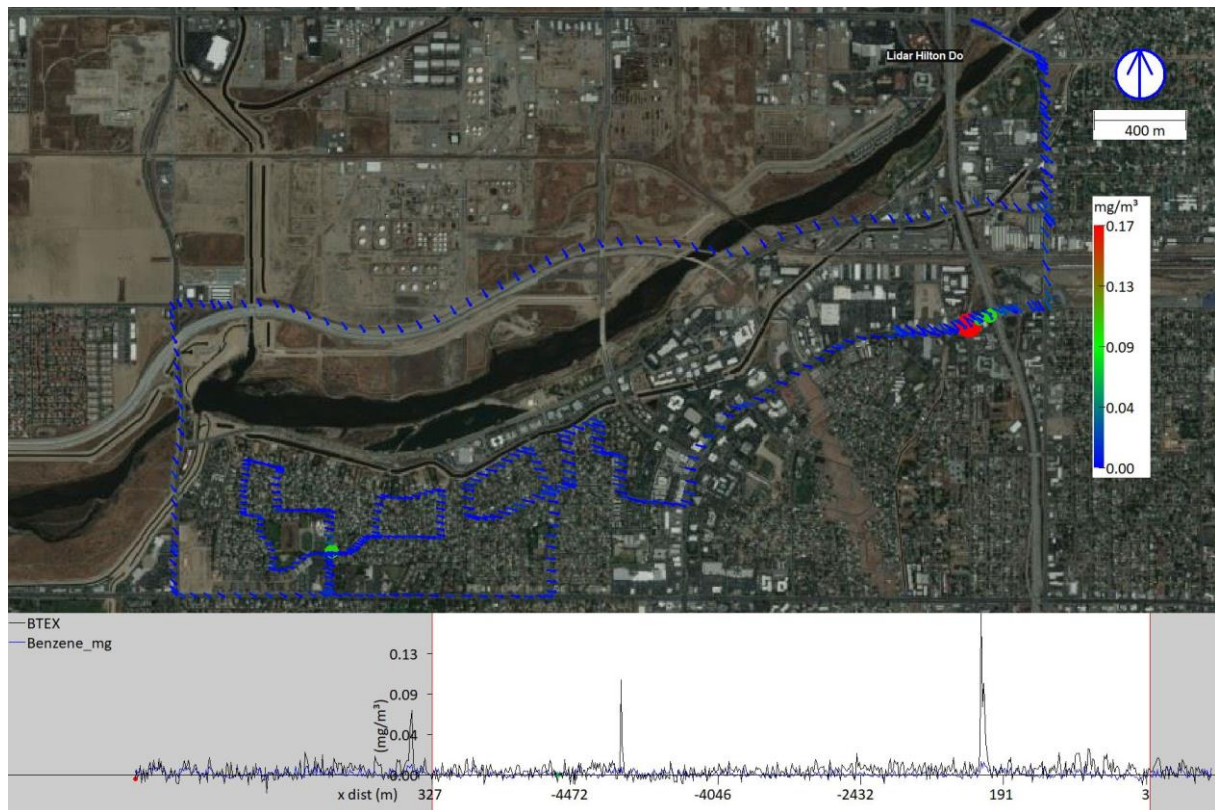 Lidar Hilton Do
400 m
mg/m³
0.17
0.13
0.09
0.04
0.00
BTEX
Benzene_mg
0.13
0.09
0.04
0.00
(mg/m³)
x dist (m) 327 -4472 -4046 -2432 191 3